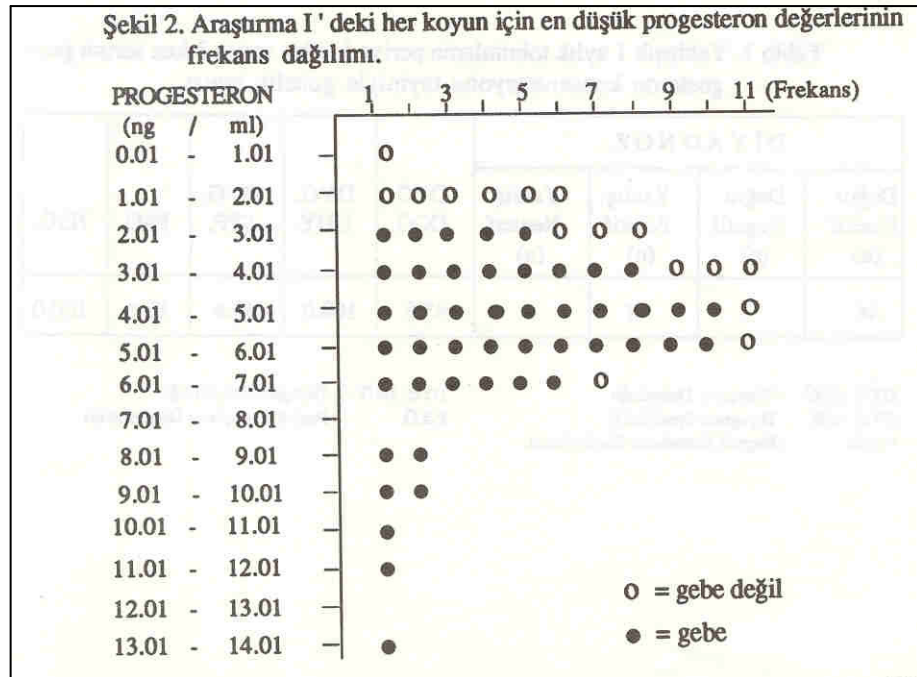 Şekil 2. Araştırma I ' deki her koyun için en düşük progesteron değerlerinin
frekans dağılımı.
PROGESTERON 1 3 5 7 9 11 (Frekans)
(ng / ml)
0.01 - 1.01
1.01 - 2.01
2.01 - 3.01
3.01 - 4.01
4.01 - 5.01
5.01 - 6.01
6.01 - 7.01
7.01 - 8.01
8.01 - 9.01
9.01 - 10.01
10.01 - 11.01
11.01 - 12.01
12.01 - 13.01
13.01 - 14.01
o = gebe değil
● = gebe